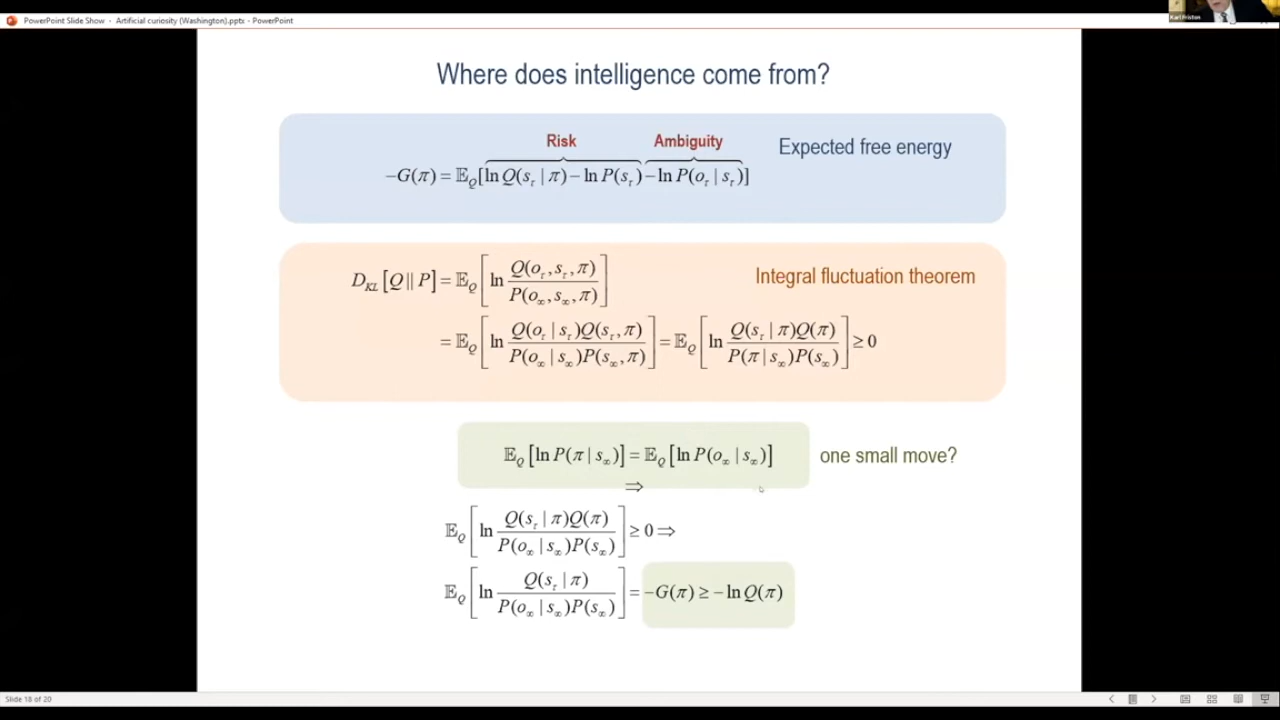 PowerPoint Slide Show - Artificial curiosity (Washington).pptx - PowerPoint
Karl Friston
Where does intelligence come from?
Risk Ambiguity
Expected free energy
−G(π) = 𝔼_Q[ln Q(s_τ | π) − ln P(s_τ) − ln P(o_τ | s_τ)]
Integral fluctuation theorem
D_KL[Q || P] = 𝔼_Q[ln Q(o_τ, s_τ, π) / P(o_∞, s_∞, π)]
= 𝔼_Q[ln Q(o_τ | s_τ)Q(s_τ, π) / P(o_∞ | s_∞)P(s_∞, π)] = 𝔼_Q[ln Q(s_τ | π)Q(π) / P(π | s_∞)P(s_∞)] ≥ 0
𝔼_Q[ln P(π | s_∞)] = 𝔼_Q[ln P(o_∞ | s_∞)] one small move?
⇒
𝔼_Q[ln Q(s_τ | π)Q(π) / P(o_∞ | s_∞)P(s_∞)] ≥ 0 ⇒
𝔼_Q[ln Q(s_τ | π) / P(o_∞ | s_∞)P(s_∞)] = −G(π) ≥ − ln Q(π)
Slide 18 of 20